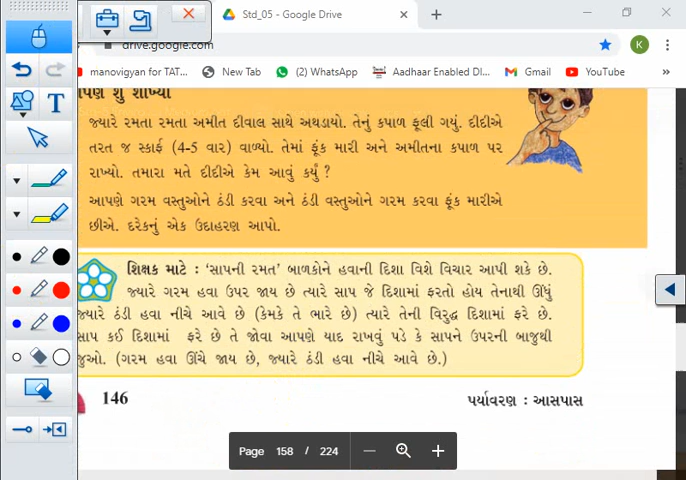 Std_05 - Google Drive
drive.google.com
manovigyan for TAT... New Tab (2) WhatsApp Aadhaar Enabled DI... Gmail YouTube »
K
T
પણ શું શીખ્યા
જ્યારે રમતા રમતા અમીત દીવાલ સાથે અથડાયો. તેનું કપાળ ફૂલી ગયું. દીદીએ
તરત જ સ્કાર્ફ (4-5 વાર) વાળ્યો. તેમાં ફૂંક મારી અને અમીતના કપાળ પર
રાખ્યો. તમારા મતે દીદીએ કેમ આવું કર્યું ?
આપણે ગરમ વસ્તુઓને ઠંડી કરવા અને ઠંડી વસ્તુઓને ગરમ કરવા ફૂંક મારીએ
છીએ. દરેકનું એક ઉદાહરણ આપો.
શિક્ષક માટે : ‘સાપની રમત’ બાળકોને હવાની દિશા વિશે વિચાર આપી શકે છે.
જ્યારે ગરમ હવા ઉપર જાય છે ત્યારે સાપ જે દિશામાં ફરતો હોય તેનાથી ઊંધું
જ્યારે ઠંડી હવા નીચે આવે છે (કેમકે તે ભારે છે) ત્યારે તેની વિરુદ્ધ દિશામાં ફરે છે.
સાપ કઈ દિશામાં ફરે છે તે જોવા આપણે યાદ રાખવું પડે કે સાપને ઉપરની બાજુથી
જુઓ. (ગરમ હવા ઊંચે જાય છે, જ્યારે ઠંડી હવા નીચે આવે છે.)
146
પર્યાવરણ : આસપાસ
Page 158 / 224